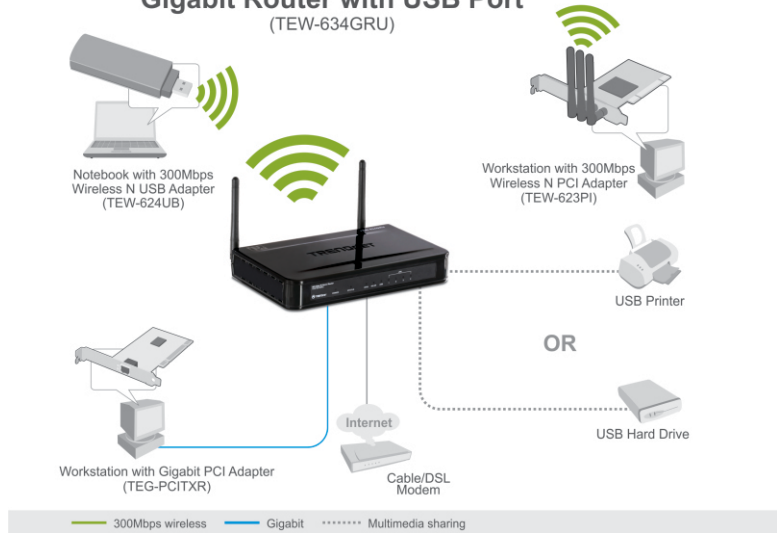 Gigabit Router with USB Port
(TEW-634GRU)
Notebook with 300Mbps
Wireless N USB Adapter
(TEW-624UB)
Workstation with 300Mbps
Wireless N PCI Adapter
(TEW-623PI)
TRENDNET
USB Printer
OR
USB Hard Drive
Internet
Cable/DSL
Modem
Workstation with Gigabit PCI Adapter
(TEG-PCITXR)
300Mbps wireless
Gigabit
Multimedia sharing